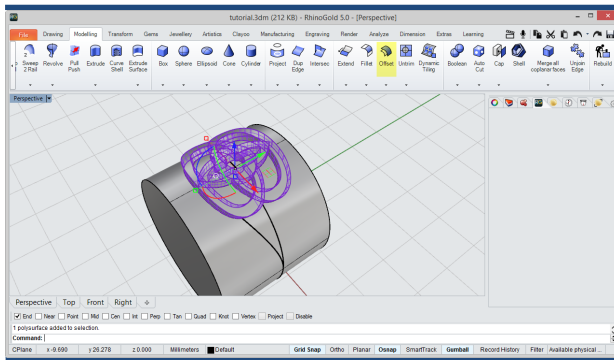 tutorial.3dm (212 KB) - RhinoGold 5.0 - [Perspective]
File Drawing Modelling Transform Gems Jewellery Artistics Clayoo Manufacturing Engraving Render Analyze Dimension Extras Learning
Sweep 2 Rail Revolve Pull Push Extrude Curve Shell Extrude Surface Box Sphere Ellipsoid Cone Cylinder Project Dup Edge Intersec Extend Fillet Offset Untrim Dynamic Tiling Boolean Auto Cut Cap Shell Merge all coplanar faces Unjoin Edge Rebuild
Perspective
Perspective Top Front Right
End Near Point Mid Cen Int Perp Tan Quad Knot Vertex Project Disable
1 polysurface added to selection.
Command:
CPlane x -9.690 y 26.278 z 0.000 Millimeters Default Grid Snap Ortho Planar Osnap SmartTrack Gumball Record History Filter Available physical...